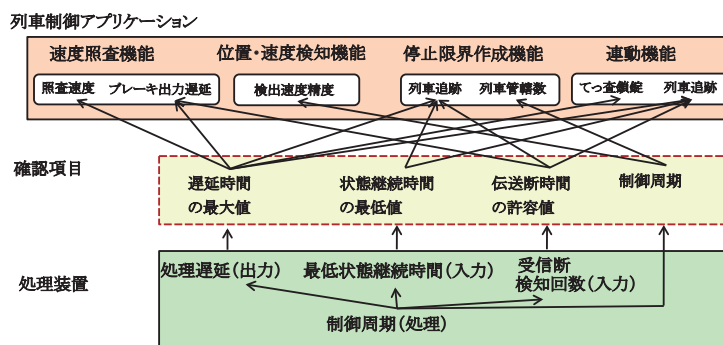 列車制御アプリケーション
速度照査機能 位置・速度検知機能 停止限界作成機能 連動機能
照査速度 ブレーキ出力遅延 検出速度精度 列車追跡 列車管轄数 てっ査鎖錠 列車追跡
確認項目
遅延時間 状態継続時間 伝送断時間 制御周期
の最大値 の最低値 の許容値
処理装置
処理遅延(出力) 最低状態継続時間(入力) 受信断
検知回数(入力)
制御周期(処理)